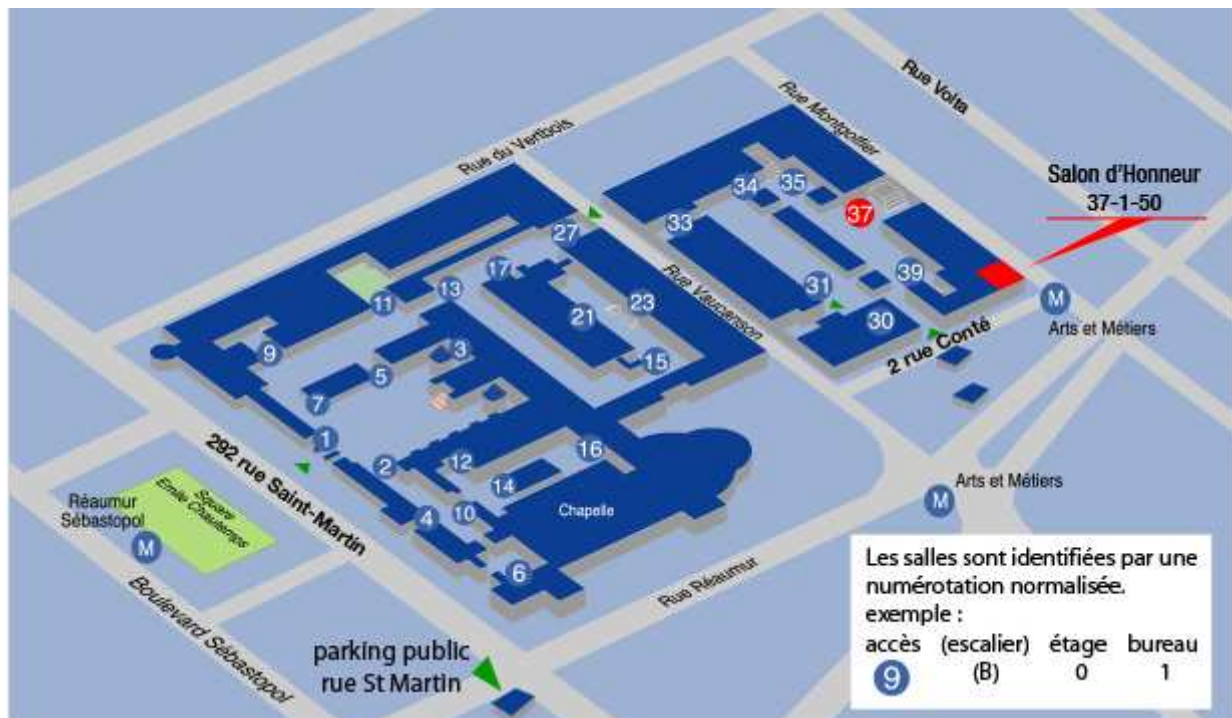 Rue Volta
Rue Montgolfier
Rue du Vertbois
Salon d'Honneur
37-1-50
34
35
37
33
27
Rue Vaucanson
17
13
11
31
39
23
21
30
M
Arts et Métiers
2 rue Conté
9
3
15
5
7
1
16
2
12
14
292 rue Saint-Martin
Arts et Métiers
M
10
4
Chapelle
Réaumur
Sébastopol
M
Square
Emile Chautemps
6
Rue Réaumur
Boulevard Sébastopol
parking public
rue St Martin
Les salles sont identifiées par une
numérotation normalisée.
exemple :
accès (escalier) étage bureau
9 (B) 0 1